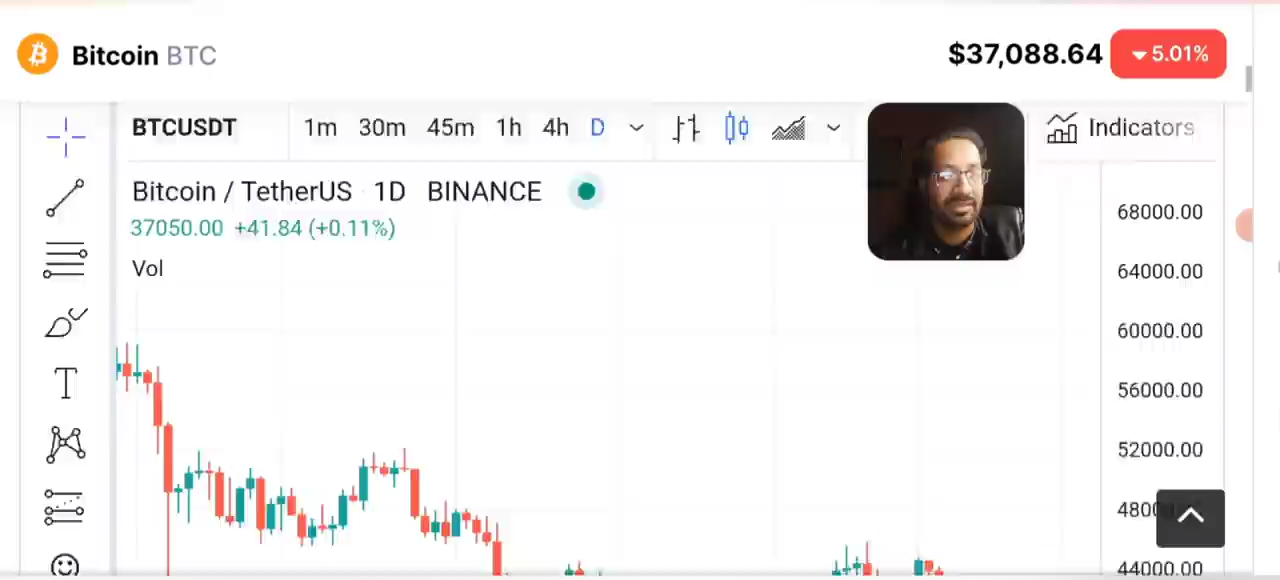 Bitcoin BTC
$37,088.64 5.01%
BTCUSDT 1m 30m 45m 1h 4h D Indicators
Bitcoin / TetherUS 1D BINANCE
37050.00 +41.84 (+0.11%)
Vol
68000.00
64000.00
60000.00
56000.00
52000.00
44000.00